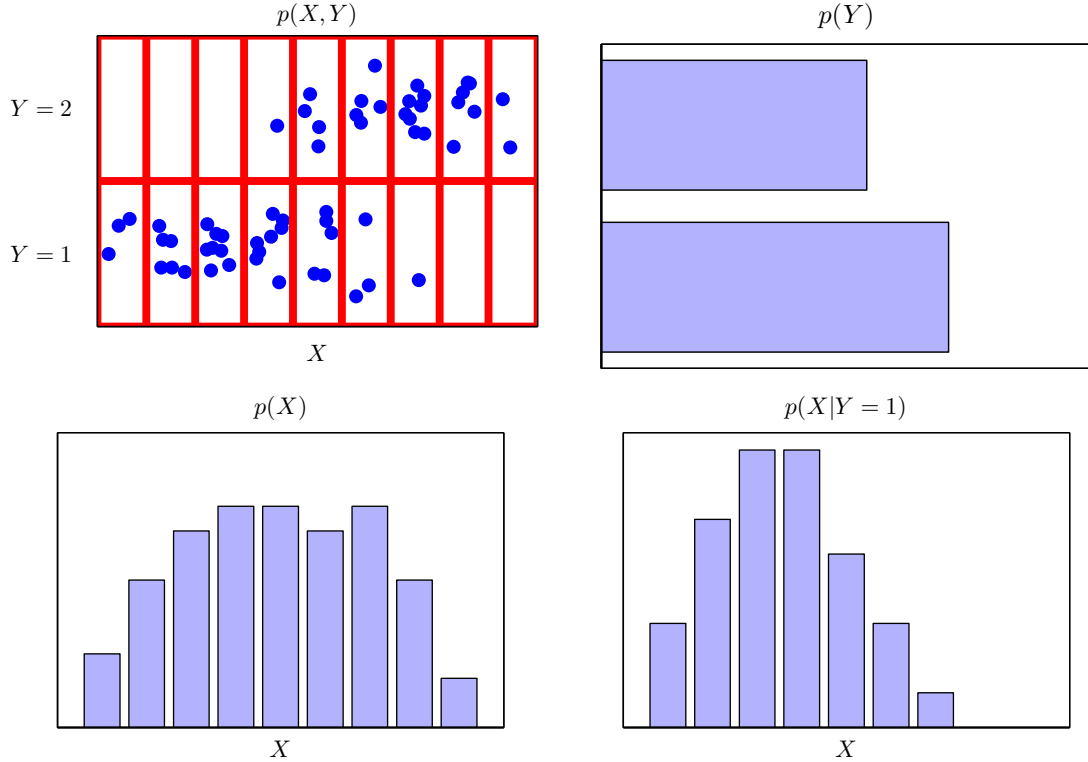 p(X, Y)
Y = 2
Y = 1
X
p(Y)
p(X)
X
p(X|Y = 1)
X